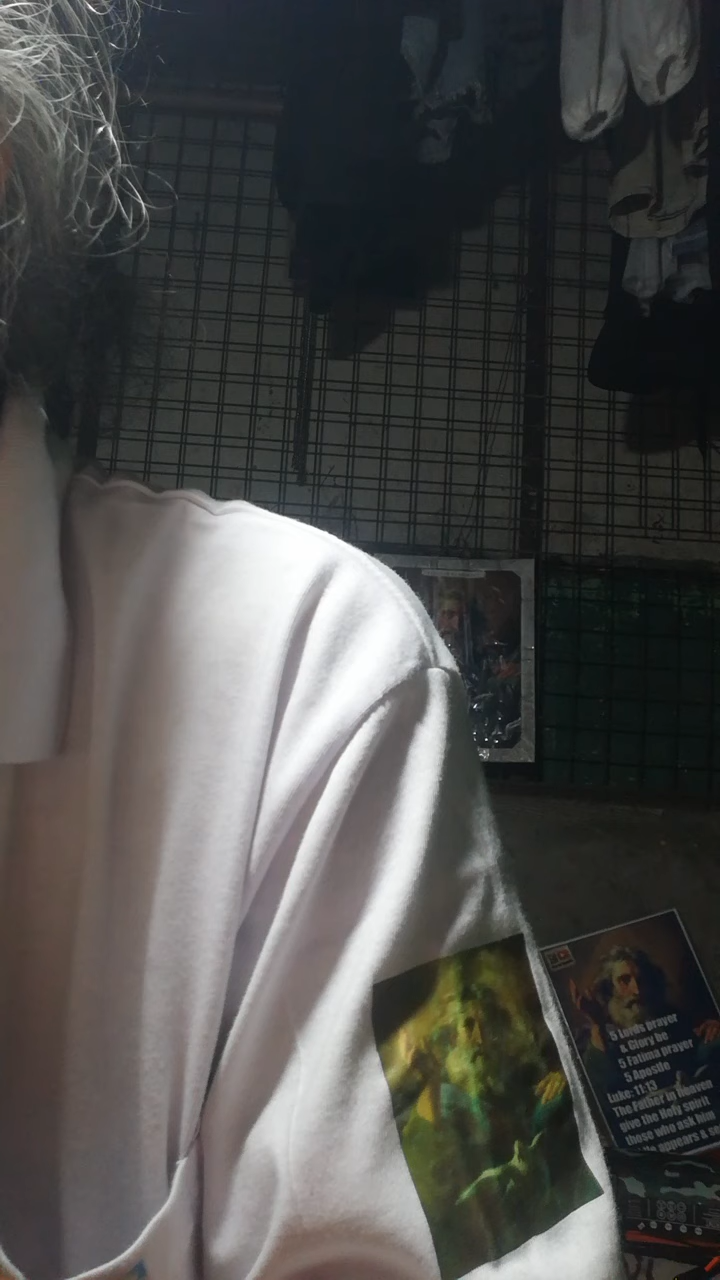 5 Lords prayer
& Glory be
5 Fatima prayer
5 Apostle
Luke: 11:13
The Father in heaven
give the Holy spirit
those who ask him
appears &